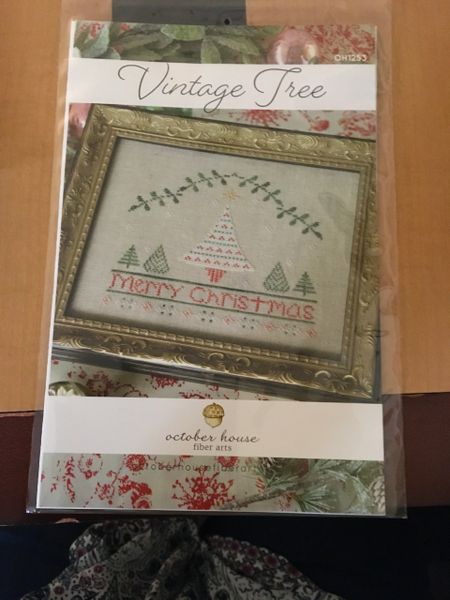 OH1253
Vintage Tree
Merry Christmas
october house
fiber arts